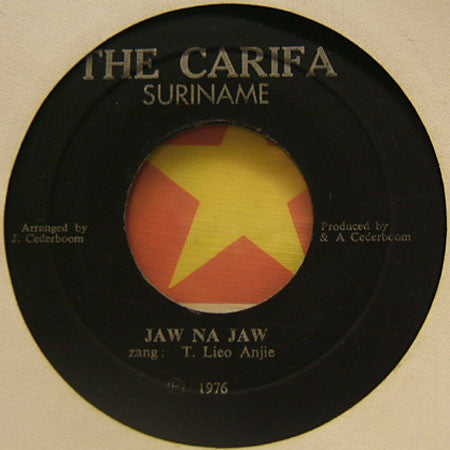 THE CARIFA
SURINAME
Arranged by
J. Cederboom
Produced by
& A Cederboom
JAW NA JAW
zang: T. Lieo Anjie
© 1976